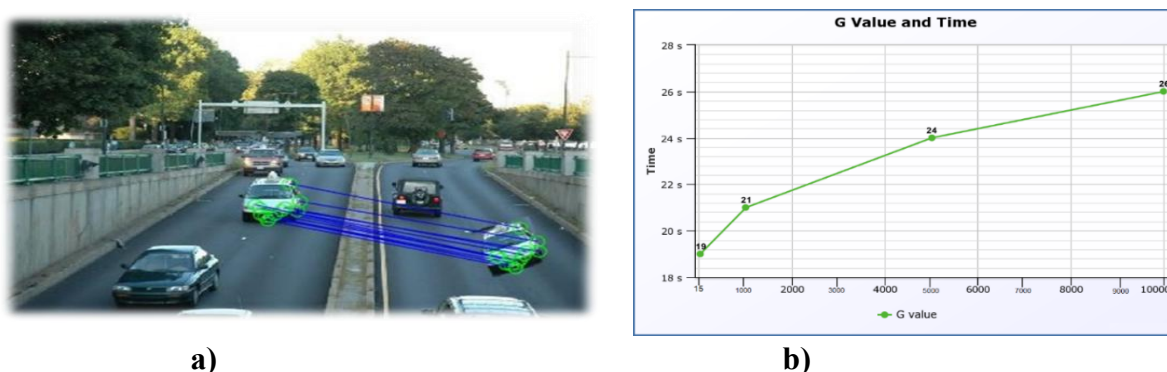 G Value and Time
28 s
26 s
24 s
22 s
20 s
18 s
Time
19
21
24
26
15 1000 2000 3000 4000 5000 6000 7000 8000 9000 10000
G value
a) b)